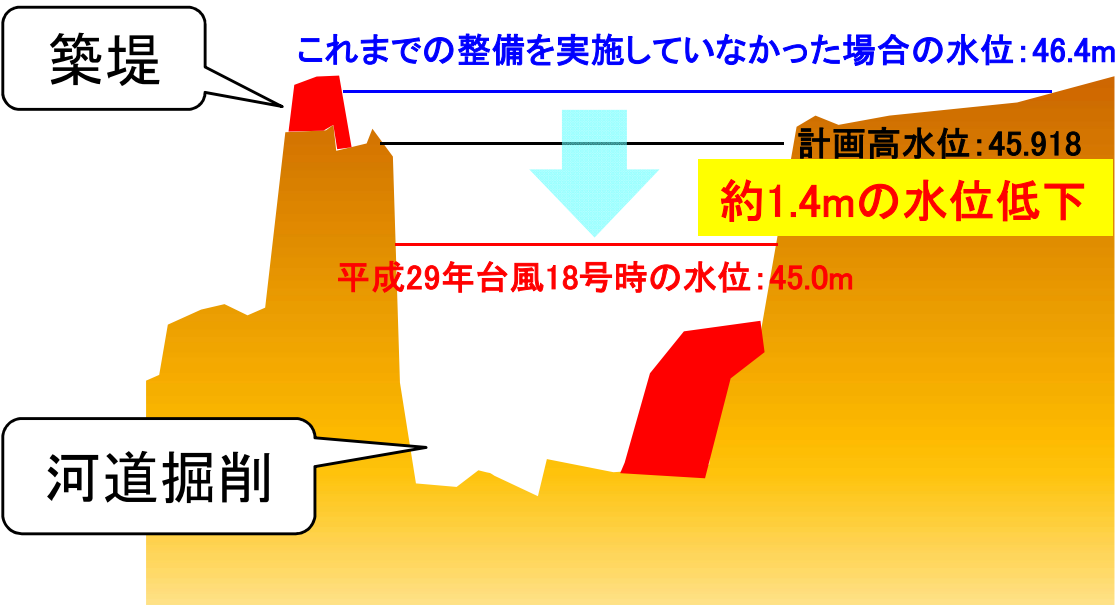 築堤
これまでの整備を実施していなかった場合の水位：46.4m
計画高水位：45.918
約1.4mの水位低下
平成29年台風18号時の水位：45.0m
河道掘削